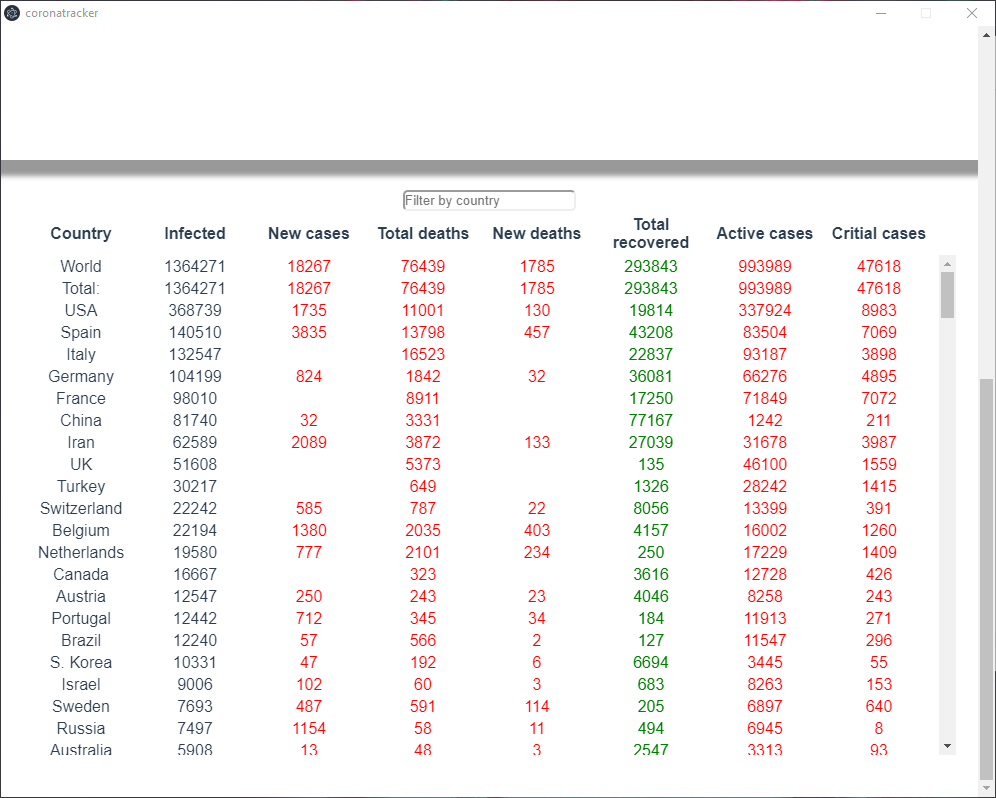 coronatracker
Filter by country
Country Infected New cases Total deaths New deaths Total recovered Active cases Critial cases
World 1364271 18267 76439 1785 293843 993989 47618
Total: 1364271 18267 76439 1785 293843 993989 47618
USA 368739 1735 11001 130 19814 337924 8983
Spain 140510 3835 13798 457 43208 83504 7069
Italy 132547 16523 22837 93187 3898
Germany 104199 824 1842 32 36081 66276 4895
France 98010 8911 17250 71849 7072
China 81740 32 3331 77167 1242 211
Iran 62589 2089 3872 133 27039 31678 3987
UK 51608 5373 135 46100 1559
Turkey 30217 649 1326 28242 1415
Switzerland 22242 585 787 22 8056 13399 391
Belgium 22194 1380 2035 403 4157 16002 1260
Netherlands 19580 777 2101 234 250 17229 1409
Canada 16667 323 3616 12728 426
Austria 12547 250 243 23 4046 8258 243
Portugal 12442 712 345 34 184 11913 271
Brazil 12240 57 566 2 127 11547 296
S. Korea 10331 47 192 6 6694 3445 55
Israel 9006 102 60 3 683 8263 153
Sweden 7693 487 591 114 205 6897 640
Russia 7497 1154 58 11 494 6945 8
Australia 5908 13 48 3 2547 3313 93